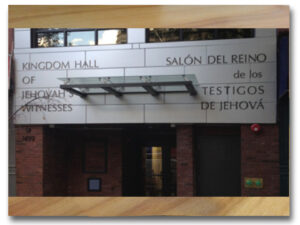 KINGDOM HALL
OF
JEHOVAH'S
WITNESSES
SALÓN DEL REINO
de los
TESTIGOS
DE JEHOVÁ